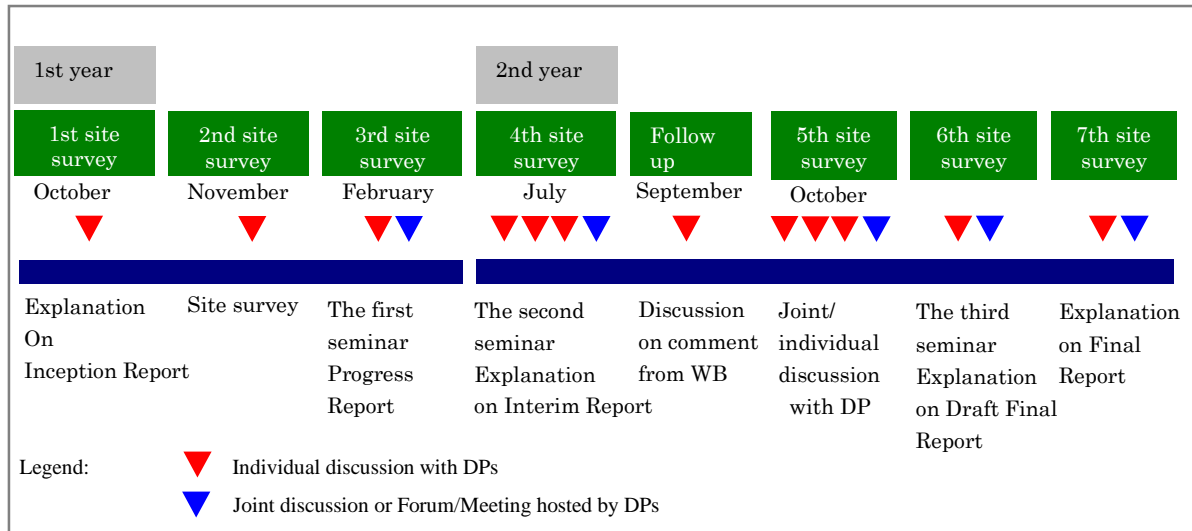 1st year
2nd year
1st site
survey
2nd site
survey
3rd site
survey
4th site
survey
Follow
up
5th site
survey
6th site
survey
7th site
survey
October
November
February
July
September
October
Explanation
On
Inception Report
Site survey
The first
seminar
Progress
Report
The second
seminar
Explanation
on Interim Report
Discussion
on comment
from WB
Joint/
individual
discussion
with DP
The third
seminar
Explanation
on Draft Final
Report
Explanation
on Final
Report
Legend:
Individual discussion with DPs
Joint discussion or Forum/Meeting hosted by DPs